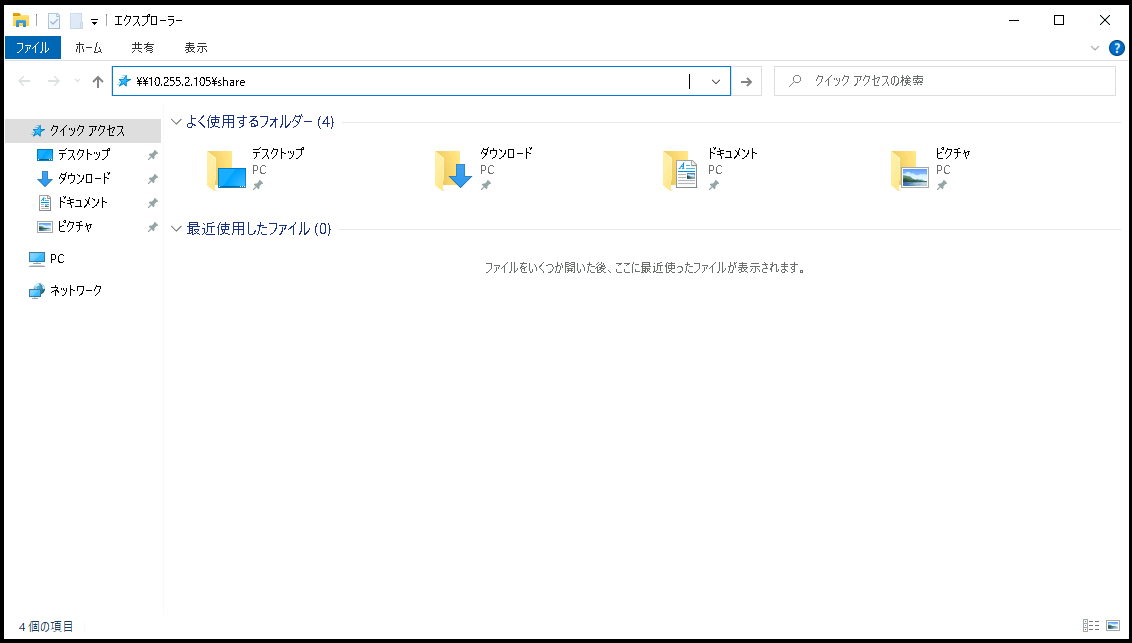 エクスプローラー
ファイル ホーム 共有 表示
¥¥10.255.2.105¥share
クイック アクセスの検索
クイック アクセス
デスクトップ
ダウンロード
ドキュメント
ピクチャ
PC
ネットワーク
よく使用するフォルダー (4)
デスクトップ
PC
ダウンロード
PC
ドキュメント
PC
ピクチャ
PC
最近使用したファイル (0)
ファイルをいくつか開いた後、ここに最近使ったファイルが表示されます。
4 個の項目